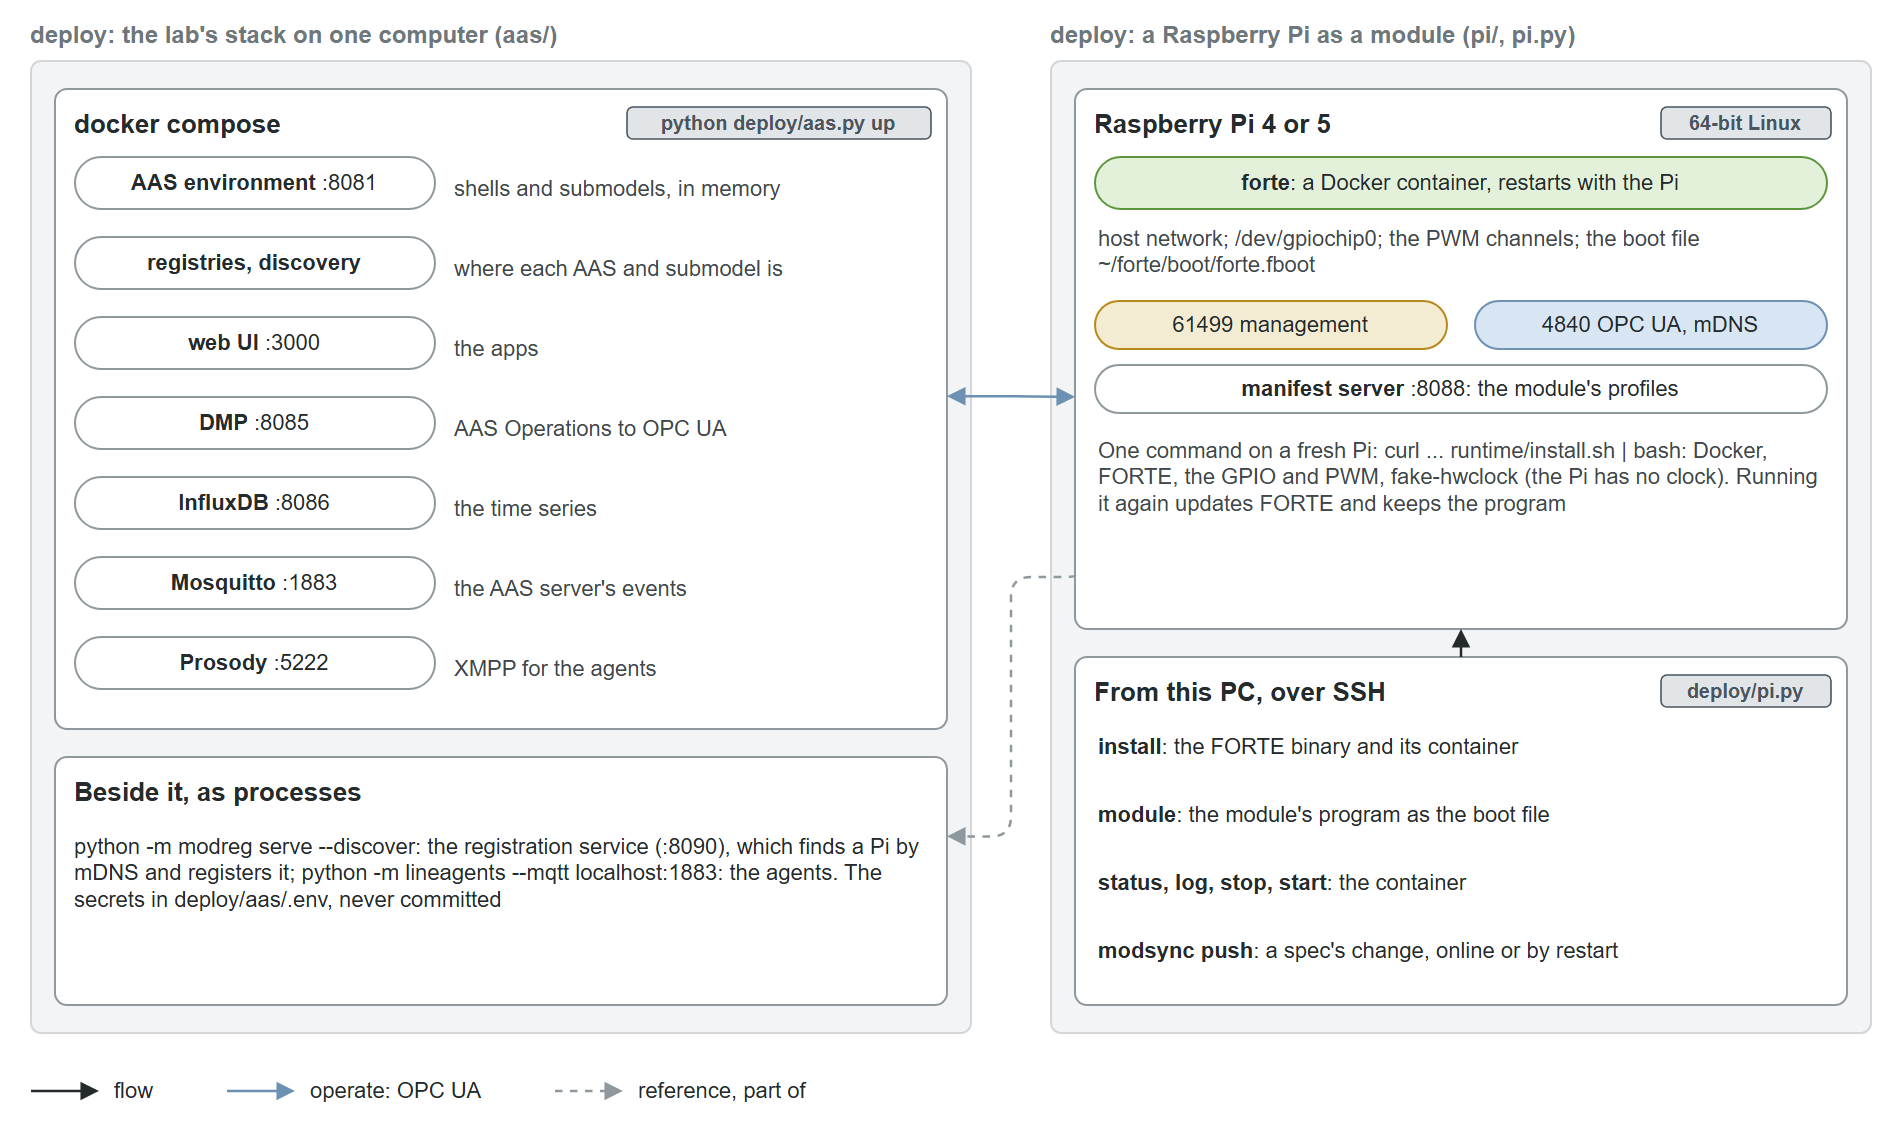 deploy: the lab's stack on one computer (aas/)
docker compose
python deploy/aas.py up
AAS environment :8081
shells and submodels, in memory
registries, discovery
where each AAS and submodel is
web UI :3000
the apps
DMP :8085
AAS Operations to OPC UA
InfluxDB :8086
the time series
Mosquitto :1883
the AAS server's events
Prosody :5222
XMPP for the agents
Beside it, as processes
python -m modreg serve --discover: the registration service (:8090), which finds a Pi by
mDNS and registers it; python -m lineagents --mqtt localhost:1883: the agents. The
secrets in deploy/aas/.env, never committed
deploy: a Raspberry Pi as a module (pi/, pi.py)
Raspberry Pi 4 or 5
64-bit Linux
forte: a Docker container, restarts with the Pi
host network; /dev/gpiochip0; the PWM channels; the boot file
~/forte/boot/forte.fboot
61499 management
4840 OPC UA, mDNS
manifest server :8088: the module's profiles
One command on a fresh Pi: curl ... runtime/install.sh | bash: Docker,
FORTE, the GPIO and PWM, fake-hwclock (the Pi has no clock). Running
it again updates FORTE and keeps the program
From this PC, over SSH
deploy/pi.py
install: the FORTE binary and its container
module: the module's program as the boot file
status, log, stop, start: the container
modsync push: a spec's change, online or by restart
flow
operate: OPC UA
reference, part of